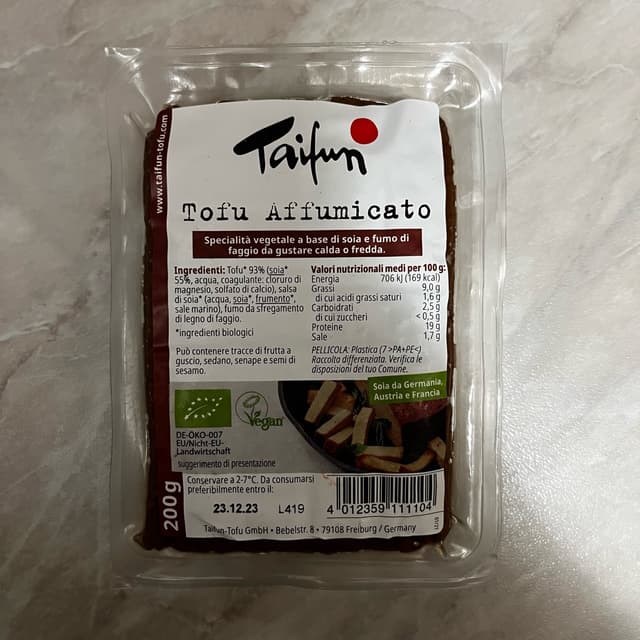 www.taifun-tofu.com
Taifun
Tofu Affumicato
Specialità vegetale a base di soia e fumo di
faggio da gustare calda o fredda.
Ingredienti: Tofu* 93% (soia*
55%, acqua, coagulante: cloruro di
magnesio, solfato di calcio), salsa
di soia* (acqua, soia*, frumento*,
sale marino), fumo da sfregamento
di legno di faggio.
*ingredienti biologici
Può contenere tracce di frutta a
guscio, sedano, senape e semi di
sesamo.
Valori nutrizionali medi per 100 g:
Energia 706 kJ (169 kcal)
Grassi 9,0 g
di cui acidi grassi saturi 1,6 g
Carboidrati 2,5 g
di cui zuccheri < 0,5 g
Proteine 19 g
Sale 1,7 g
PELLICOLA: Plastica (7 >PA+PE<)
Raccolta differenziata. Verifica le
disposizioni del tuo Comune.
Soia da Germania,
Austria e Francia
Vegan
DE-ÖKO-007
EU/Nicht-EU-
Landwirtschaft
suggerimento di presentazione
200g
Conservare a 2-7°C. Da consumarsi
preferibilmente entro il:
23.12.23 L419
4 012359 111104
Taifun-Tofu GmbH • Bebelstr. 8 • 79108 Freiburg / Germany